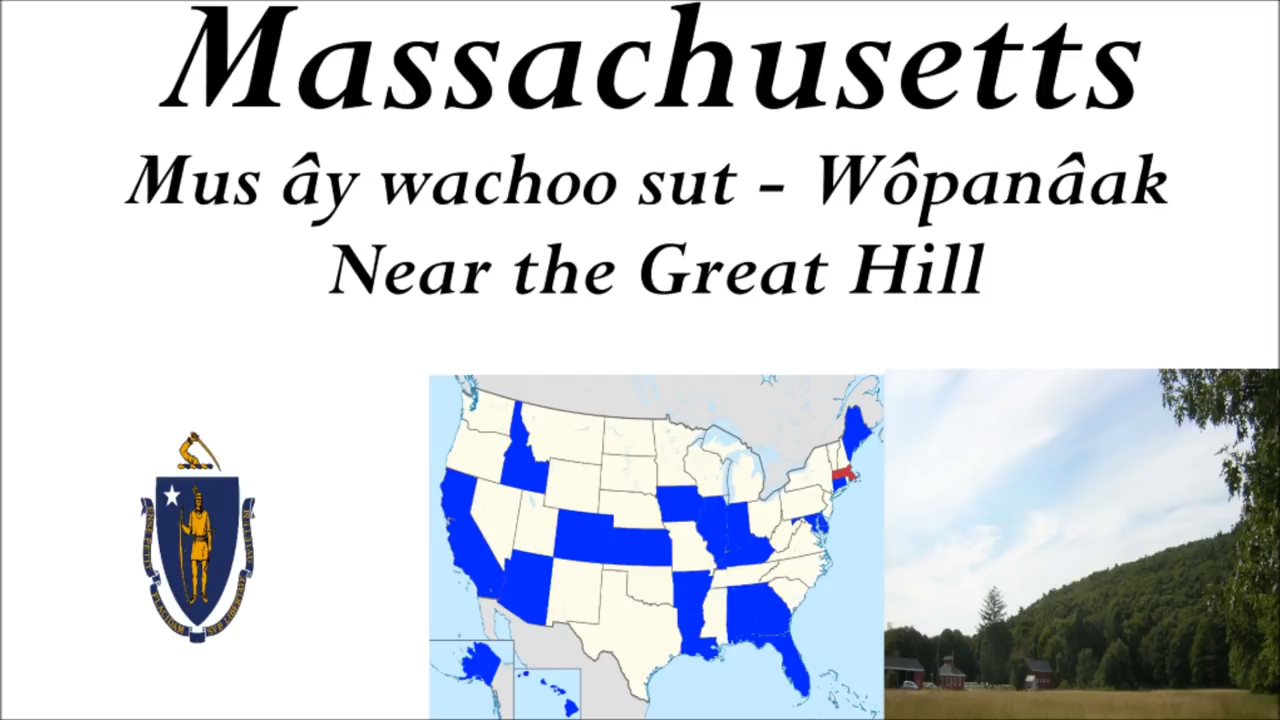 Massachusetts
Mus ây wachoo sut - Wôpanâak
Near the Great Hill